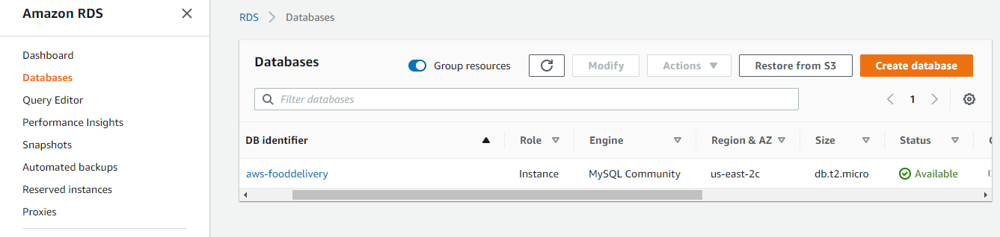 Amazon RDS
Dashboard
Databases
Query Editor
Performance Insights
Snapshots
Automated backups
Reserved instances
Proxies
RDS Databases
Databases Group resources Modify Actions Restore from S3 Create database
Filter databases 1
DB identifier Role Engine Region & AZ Size Status
aws-fooddelivery Instance MySQL Community us-east-2c db.t2.micro Available